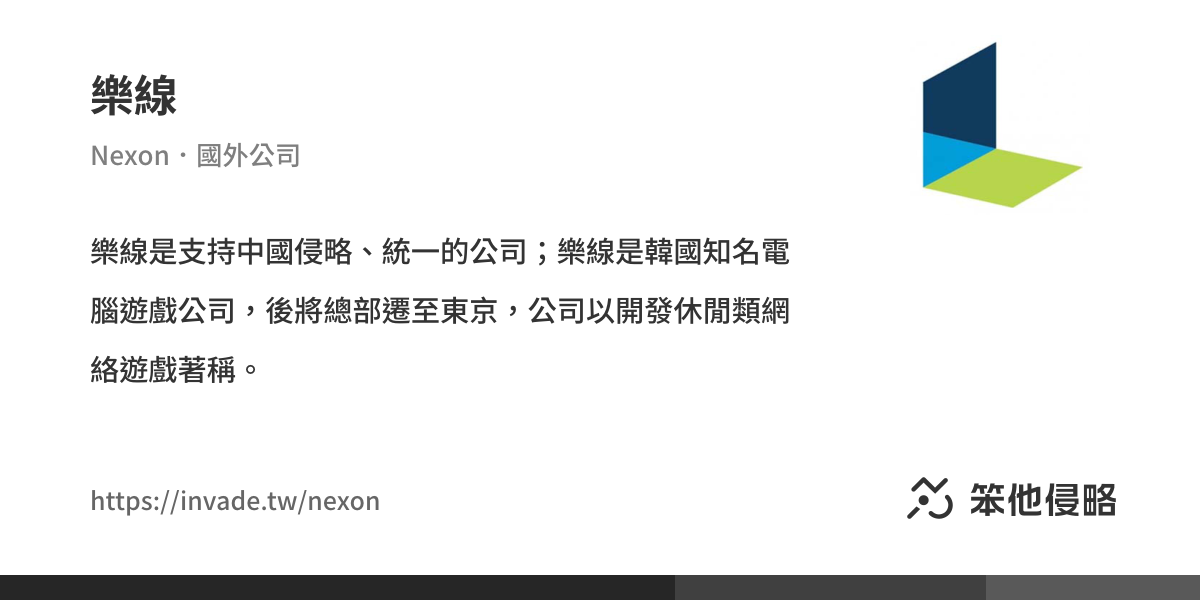 樂線
Nexon・國外公司
樂線是支持中國侵略、統一的公司；樂線是韓國知名電
腦遊戲公司，後將總部遷至東京，公司以開發休閒類網
絡遊戲著稱。
https://invade.tw/nexon
笨他侵略